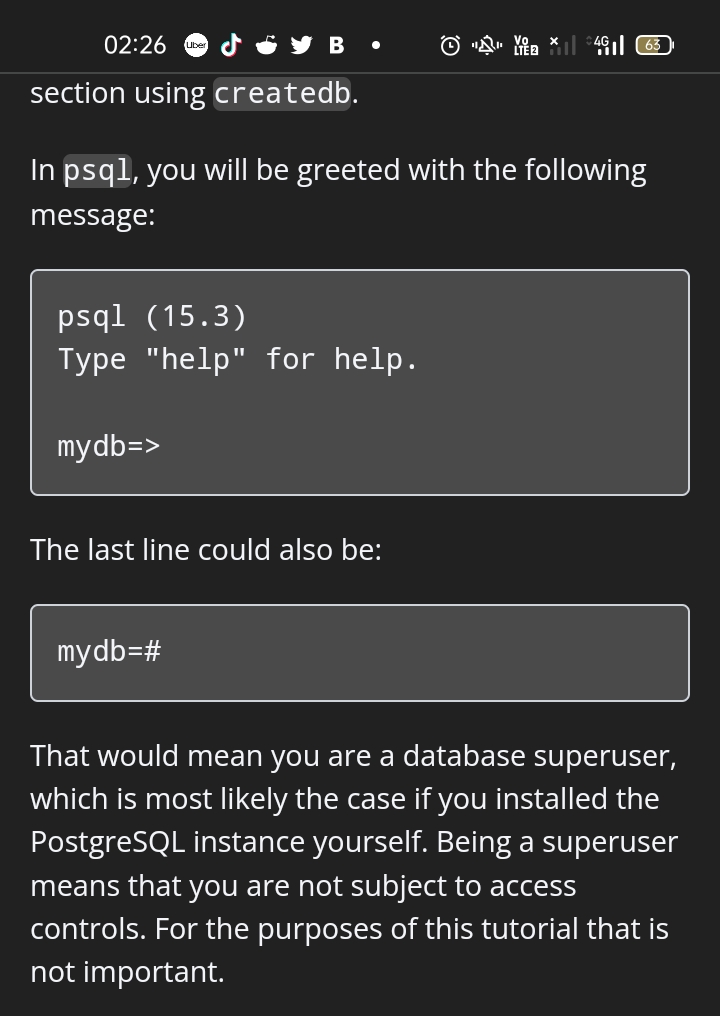 02:26 Uber B Vo LTE2 4G 63
section using createdb.
In psql, you will be greeted with the following
message:
psql (15.3)
Type "help" for help.
mydb=>
The last line could also be:
mydb=#
That would mean you are a database superuser,
which is most likely the case if you installed the
PostgreSQL instance yourself. Being a superuser
means that you are not subject to access
controls. For the purposes of this tutorial that is
not important.